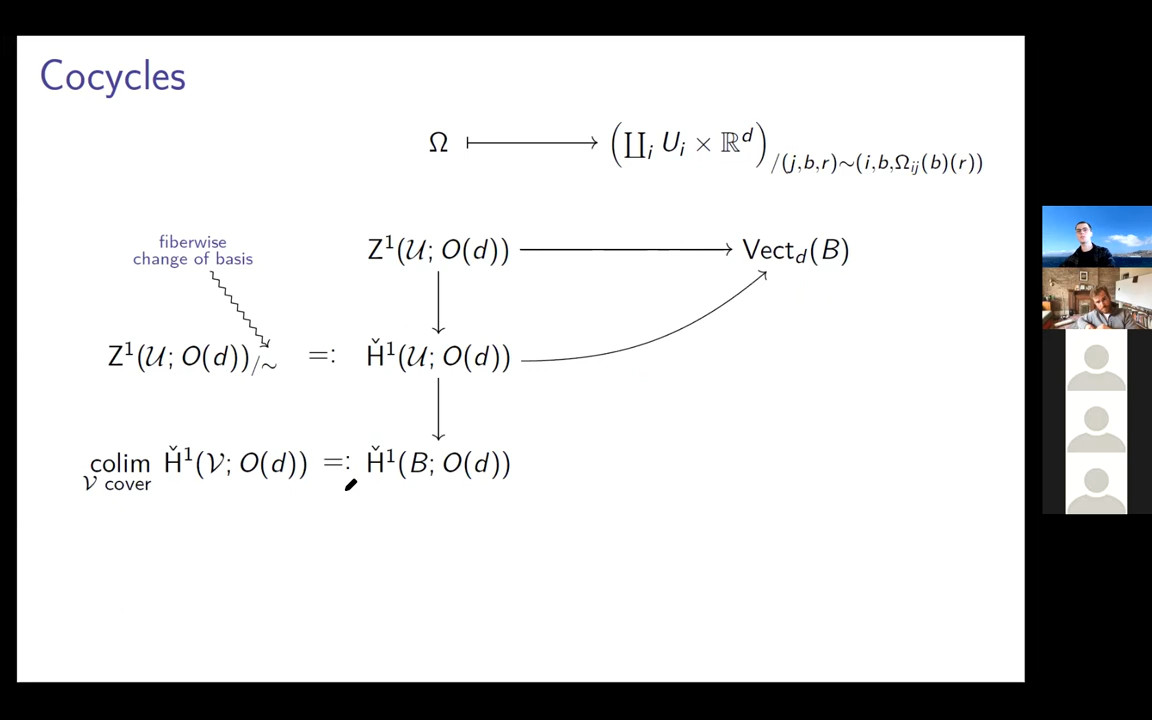 Cocycles
Ω ⟼ (∐ᵢ Uᵢ × ℝᵈ)/(j,b,r)∼(i,b,Ωᵢⱼ(b)(r))
fiberwise
change of basis
Z¹(𝒰; O(d)) ⟶ Vect_d(B)
Z¹(𝒰; O(d))/∼ =: Ȟ¹(𝒰; O(d))
colim Ȟ¹(𝒱; O(d)) =: Ȟ¹(B; O(d))
𝒱 cover